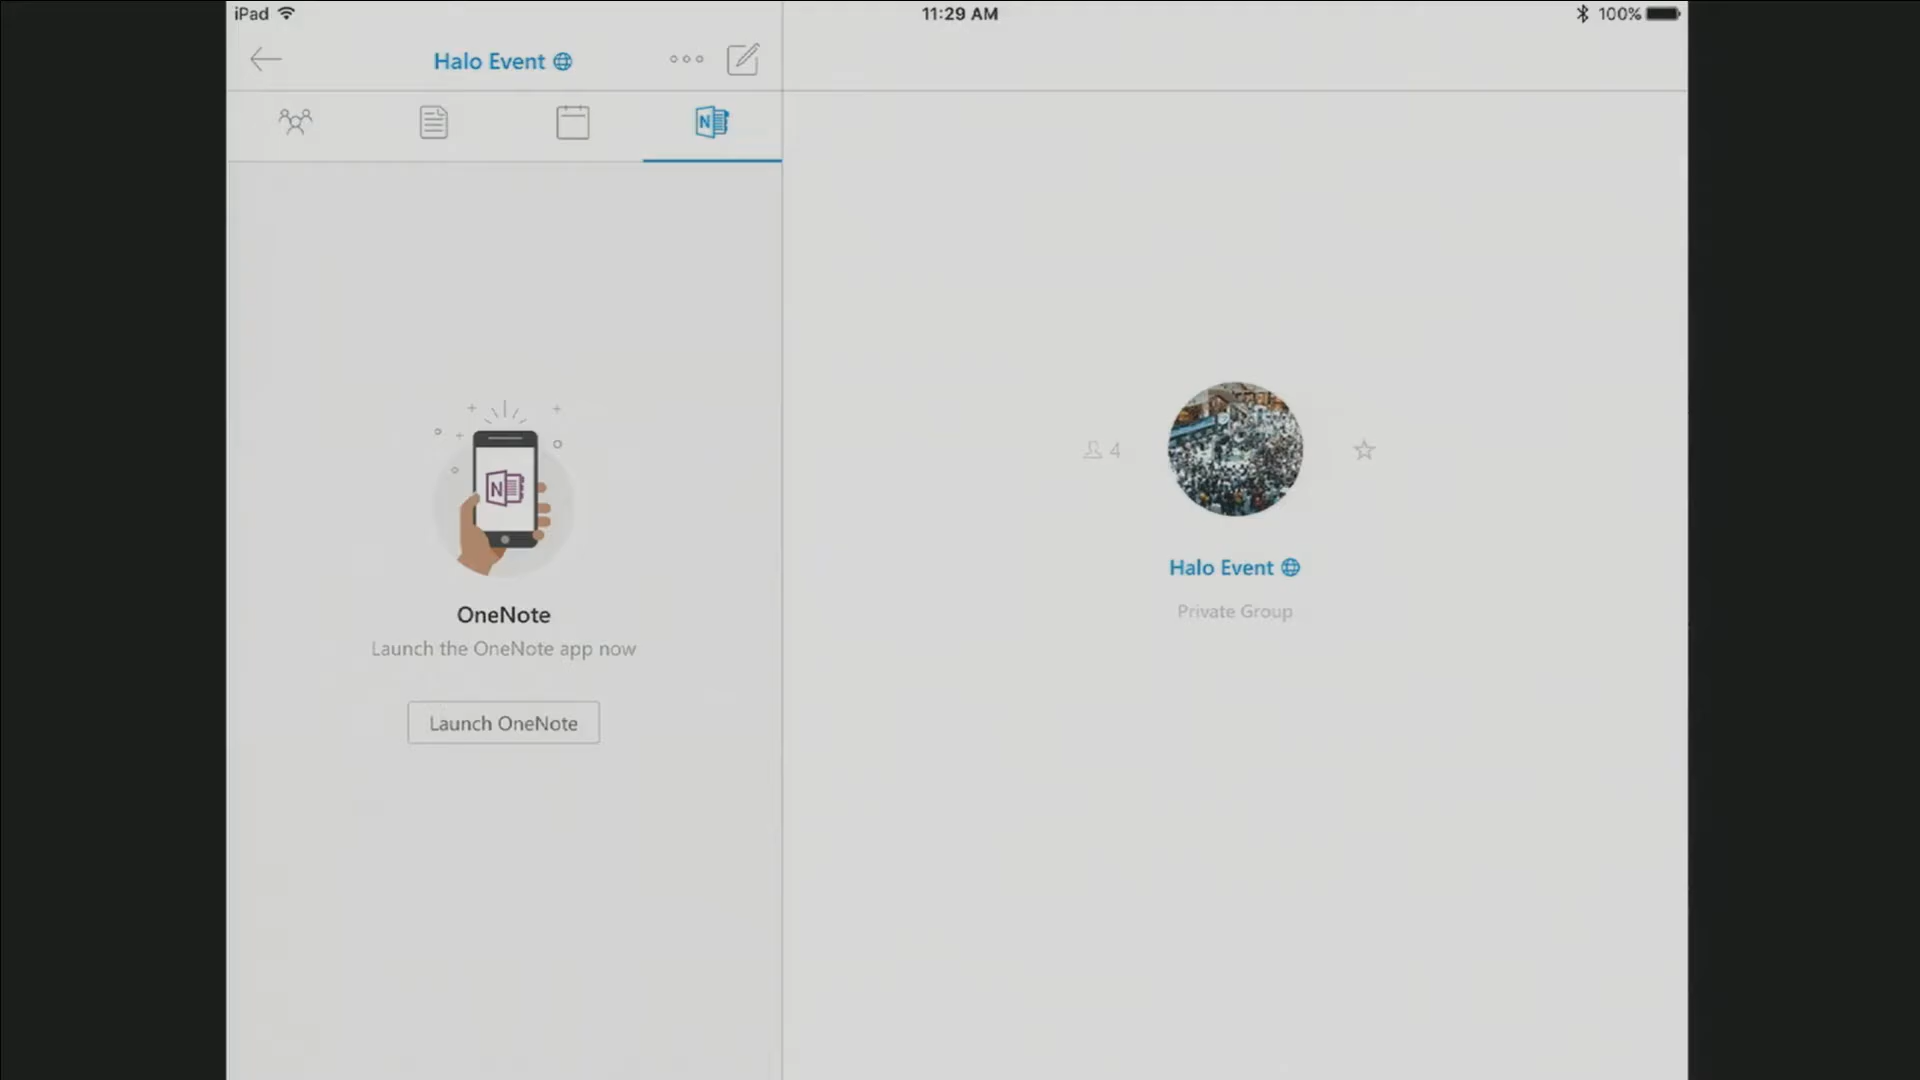 iPad
11:29 AM
100%
Halo Event
N
N
OneNote
Launch the OneNote app now
Launch OneNote
4
Halo Event
Private Group